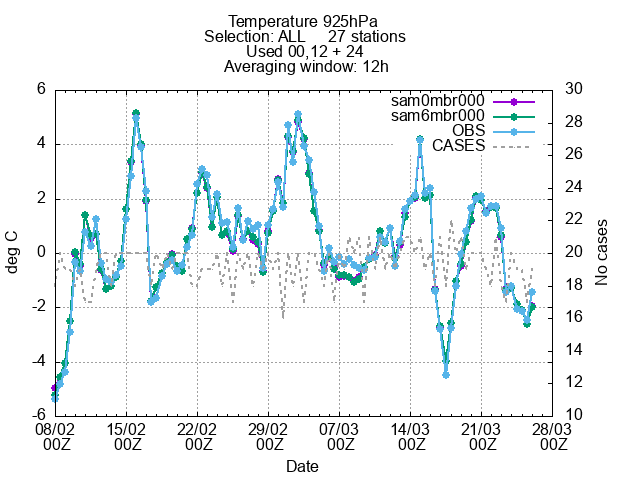 Temperature 925hPa
Selection: ALL 27 stations
Used 00,12 + 24
Averaging window: 12h
sam0mbr000
sam6mbr000
OBS
CASES
6
4
2
0
-2
-4
-6
deg C
30
28
26
24
22
20
18
16
14
12
10
No cases
08/02 15/02 22/02 29/02 07/03 14/03 21/03 28/03
00Z 00Z 00Z 00Z 00Z 00Z 00Z 00Z
Date